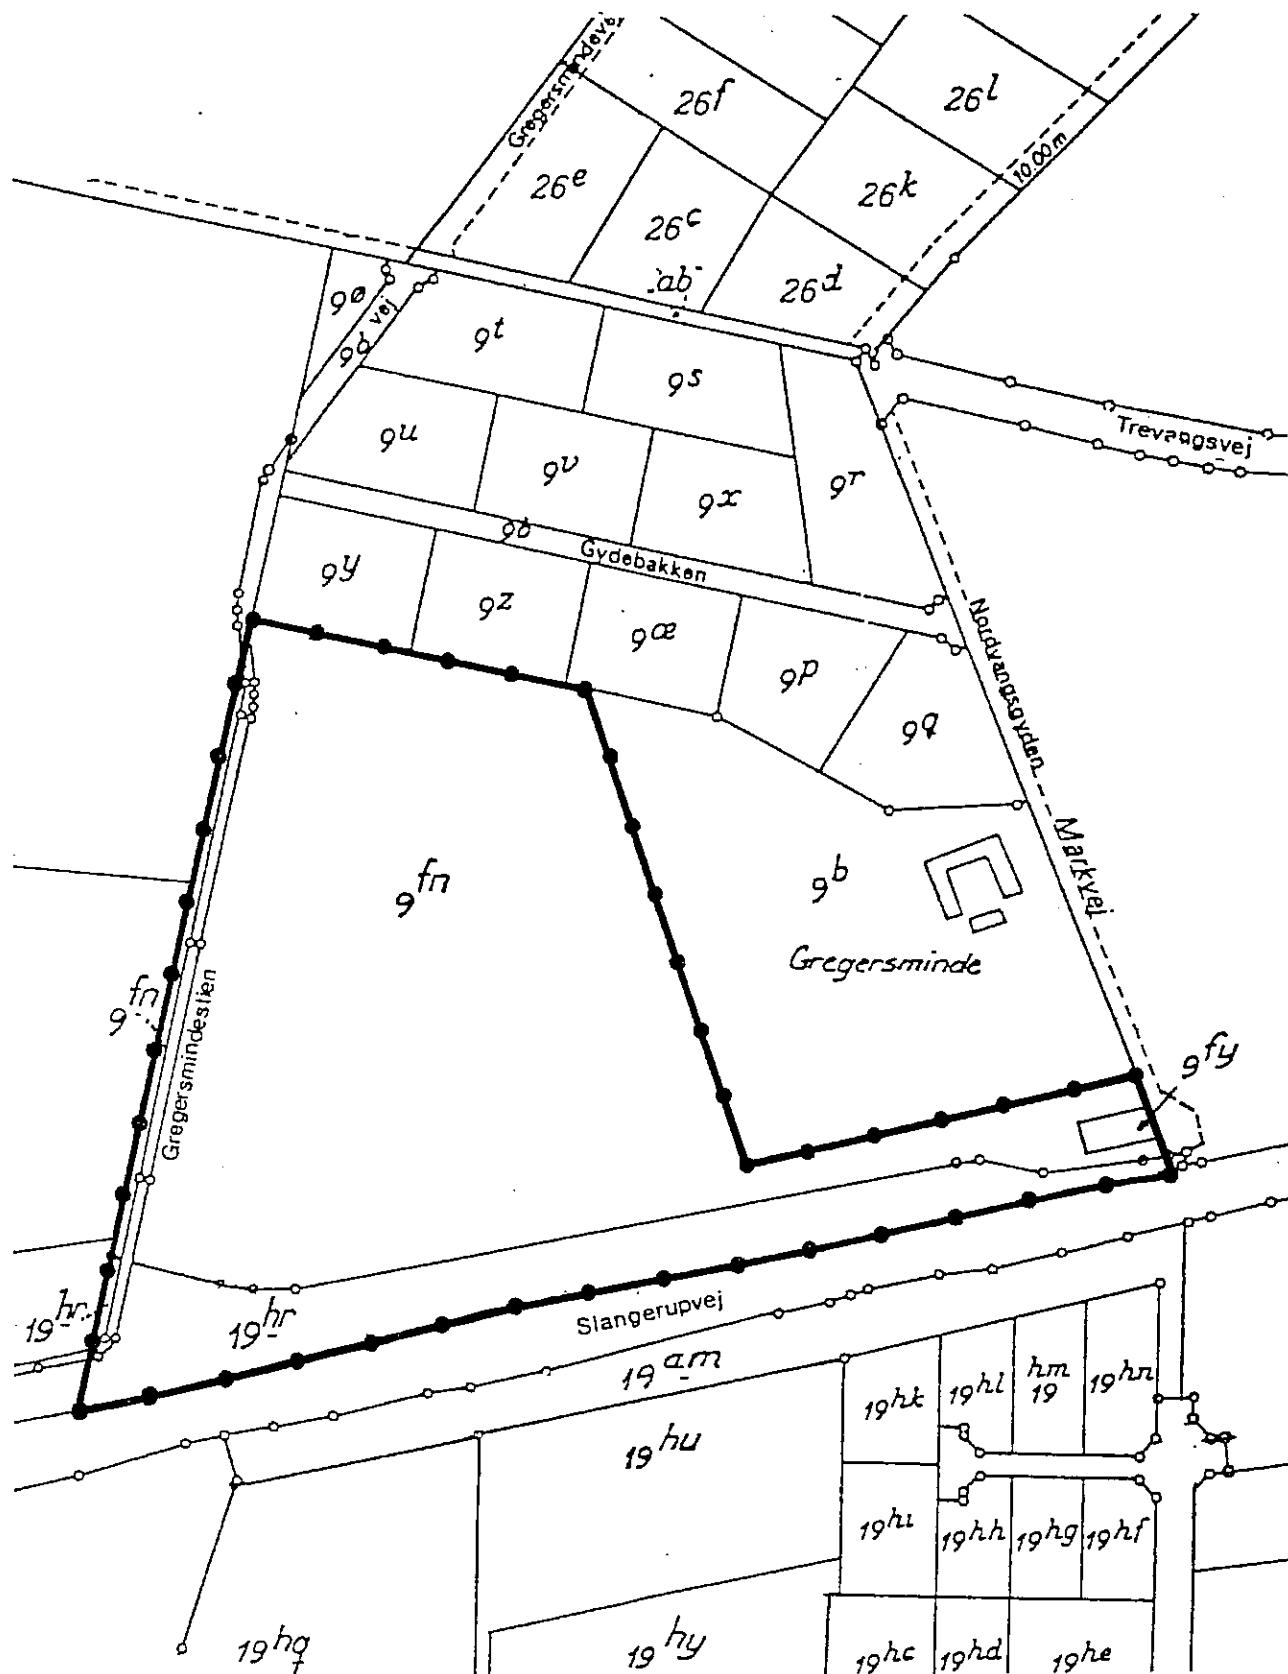 Gregersmindevej
26f
26l
10.00 m
26e
26k
26c
ab
26d
9ø
9d vej
9t
9s
Trevangsvej
9u
9v
9x
9r
9d
Gydebakken
9y
9z
9æ
9p
9q
Nordvangsgyden
Markvej
9fn
9b
Gregersminde
9fn
Gregersmindestien
9fy
19hr
19hr
Slangerupvej
19am
19hk
19hl
hm
19
19hn
19hu
19hi
19hh
19hg
19hf
19hq
19hy
19hc
19hd
19he